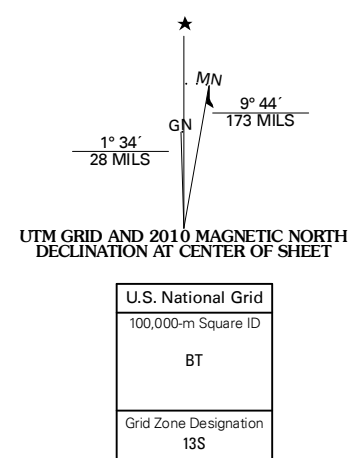 ★
MN
9° 44´
173 MILS
GN
1° 34´
28 MILS
UTM GRID AND 2010 MAGNETIC NORTH
DECLINATION AT CENTER OF SHEET
U.S. National Grid
100,000-m Square ID
BT
Grid Zone Designation
13S